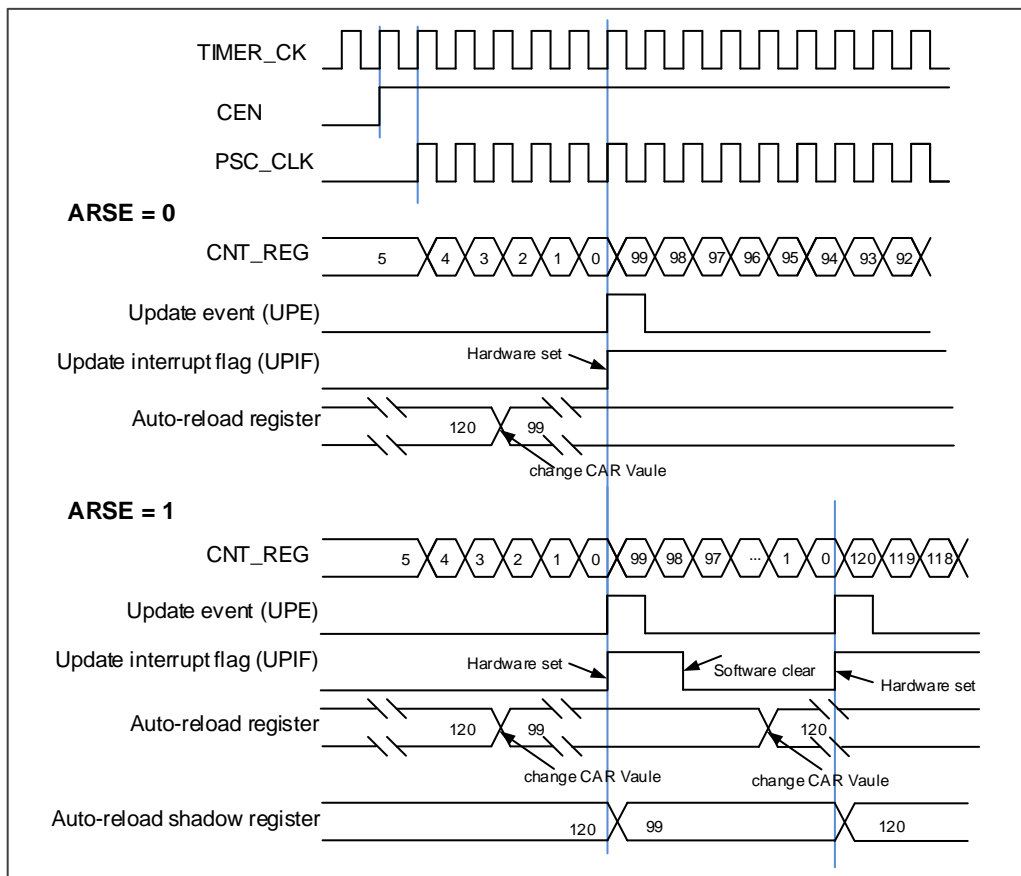 TIMER_CK
CEN
PSC_CLK
ARSE = 0
CNT_REG 5 4 3 2 1 0 99 98 97 96 95 94 93 92
Update event (UPE)
Update interrupt flag (UPIF) Hardware set
Auto-reload register 120 99
change CAR Vaule
ARSE = 1
CNT_REG 5 4 3 2 1 0 99 98 97 ... 1 0 120 119 118
Update event (UPE)
Update interrupt flag (UPIF) Hardware set Software clear Hardware set
Auto-reload register 120 99 120
change CAR Vaule change CAR Vaule
Auto-reload shadow register 120 99 120